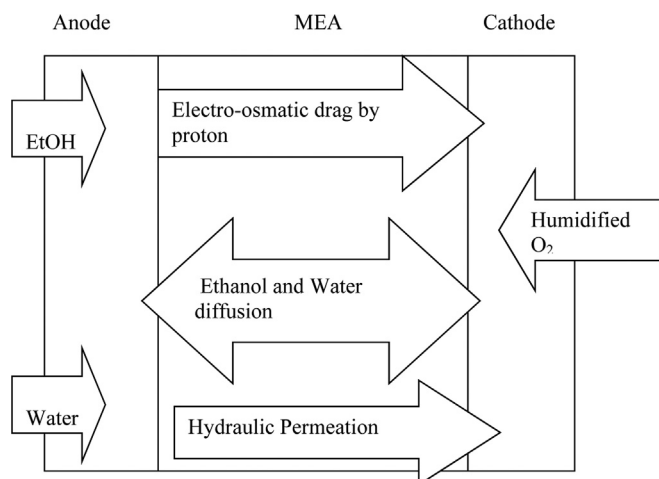 Anode
MEA
Cathode
EtOH
Electro-osmatic drag by
proton
Humidified
O₂
Ethanol and Water
diffusion
Water
Hydraulic Permeation